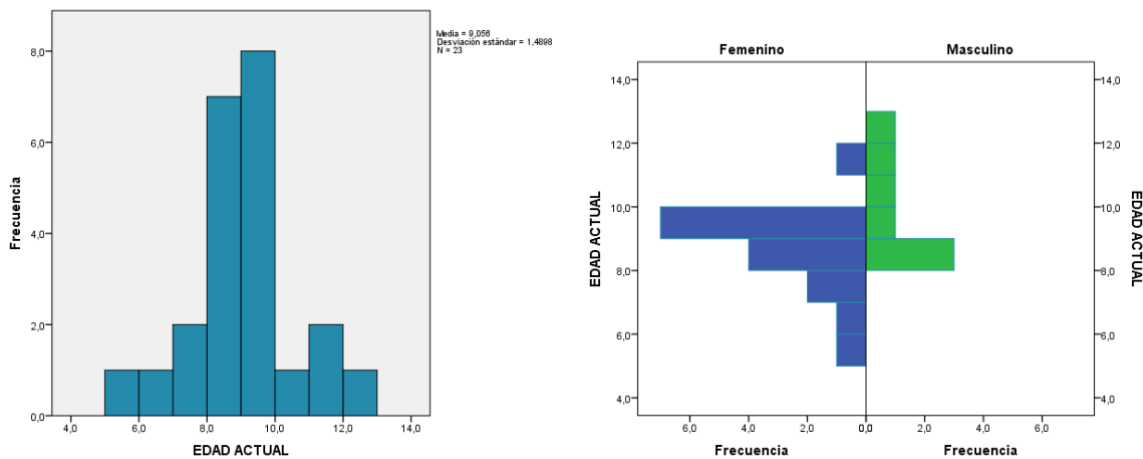 Media = 9,056
Desviación estándar = 1,4898
N = 23
8,0
6,0
4,0
2,0
0,0
Frecuencia
4,0 6,0 8,0 10,0 12,0 14,0
EDAD ACTUAL
Femenino Masculino
14,0 14,0
12,0 12,0
10,0 10,0
8,0 8,0
6,0 6,0
4,0 4,0
EDAD ACTUAL
EDAD ACTUAL
6,0 4,0 2,0 0,0 2,0 4,0 6,0
Frecuencia Frecuencia